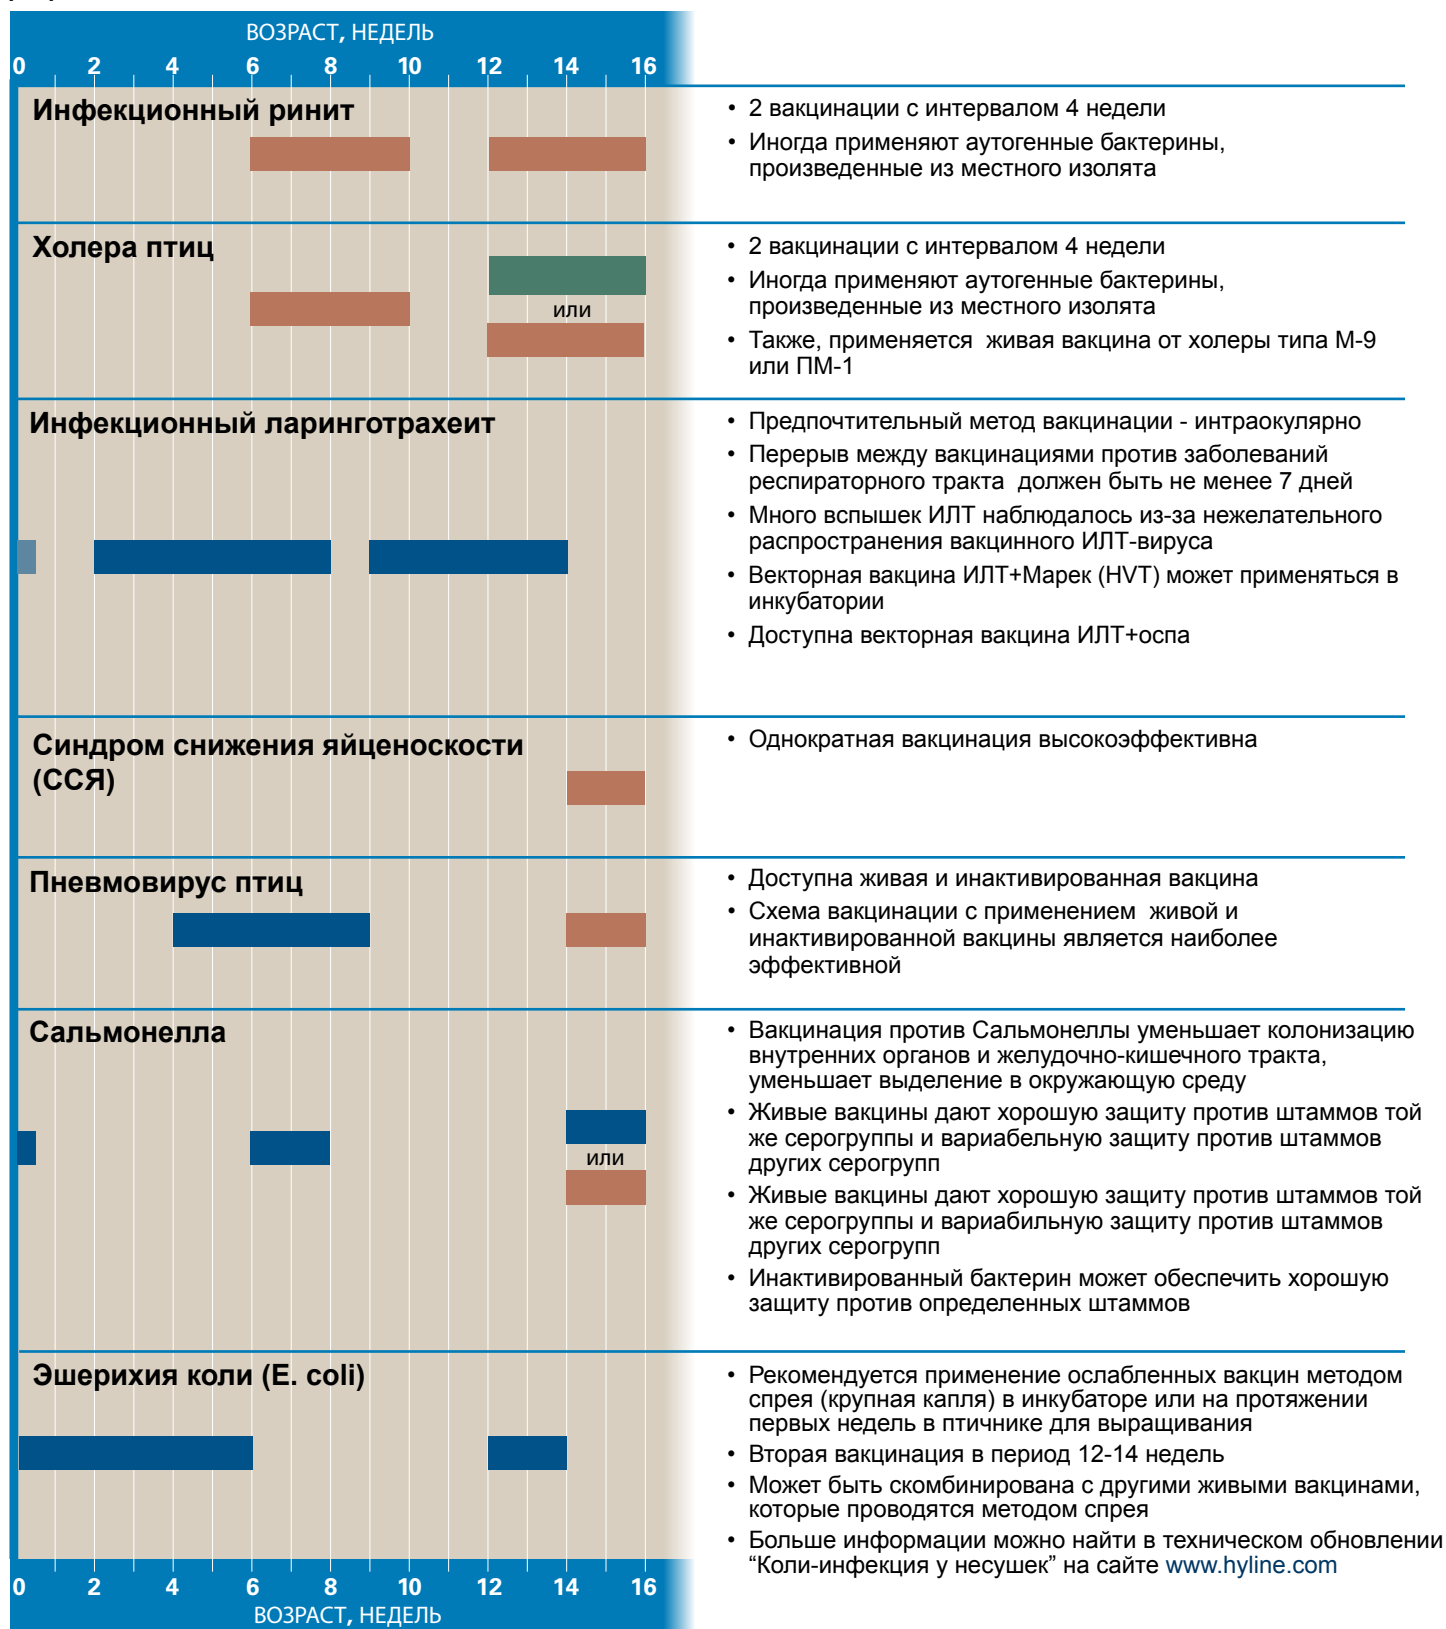 ВОЗРАСТ, НЕДЕЛЬ
0 2 4 6 8 10 12 14 16
Инфекционный ринит
• 2 вакцинации с интервалом 4 недели
• Иногда применяют аутогенные бактерины,
произведенные из местного изолята
Холера птиц
или
• 2 вакцинации с интервалом 4 недели
• Иногда применяют аутогенные бактерины,
произведенные из местного изолята
• Также, применяется живая вакцина от холеры типа М-9
или ПМ-1
Инфекционный ларинготрахеит
• Предпочтительный метод вакцинации - интраокулярно
• Перерыв между вакцинациями против заболеваний
респираторного тракта должен быть не менее 7 дней
• Много вспышек ИЛТ наблюдалось из-за нежелательного
распространения вакцинного ИЛТ-вируса
• Векторная вакцина ИЛТ+Марек (HVT) может применяться в
инкубатории
• Доступна векторная вакцина ИЛТ+оспа
Синдром снижения яйценоскости
(ССЯ)
• Однократная вакцинация высокоэффективна
Пневмовирус птиц
• Доступна живая и инактивированная вакцина
• Схема вакцинации с применением живой и
инактивированной вакцины является наиболее
эффективной
Сальмонелла
или
• Вакцинация против Сальмонеллы уменьшает колонизацию
внутренних органов и желудочно-кишечного тракта,
уменьшает выделение в окружающую среду
• Живые вакцины дают хорошую защиту против штаммов той
же серогруппы и вариабельную защиту против штаммов
других серогрупп
• Живые вакцины дают хорошую защиту против штаммов той
же серогруппы и вариабильную защиту против штаммов
других серогрупп
• Инактивированный бактерин может обеспечить хорошую
защиту против определенных штаммов
Эшерихия коли (E. coli)
• Рекомендуется применение ослабленных вакцин методом
спрея (крупная капля) в инкубаторе или на протяжении
первых недель в птичнике для выращивания
• Вторая вакцинация в период 12-14 недель
• Может быть скомбинирована с другими живыми вакцинами,
которые проводятся методом спрея
• Больше информации можно найти в техническом обновлении
“Коли-инфекция у несушек” на сайте www.hyline.com
0 2 4 6 8 10 12 14 16
ВОЗРАСТ, НЕДЕЛЬ